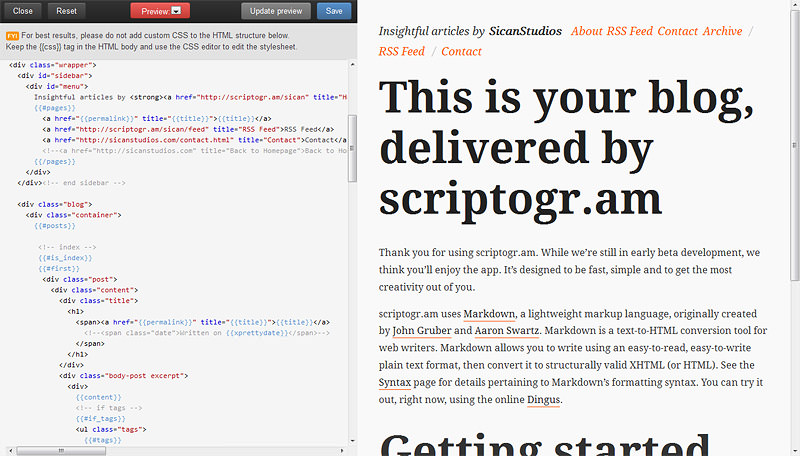 Close Reset Preview: Update preview Save
FYI For best results, please do not add custom CSS to the HTML structure below.
Keep the {{css}} tag in the HTML body and use the CSS editor to edit the stylesheet.
<div class="wrapper">
<div id="sidebar">
<div id="menu">
Insightful articles by <strong><a href="http://scriptogr.am/sican" title="H
{{#pages}}
<a href="{{permalink}}" title="{{title}}">{{title}}</a>
<a href="http://scriptogr.am/sican/feed" title="RSS Feed">RSS Feed</a>
<a href="http://sicanstudios.com/contact.html" title="Contact">Contact</a
<!--<a href="http://sicanstudios.com" title="Back to Homepage">Back to Ho
{{/pages}}
</div>
</div><!-- end sidebar -->
<div class="blog">
<div class="container">
{{#posts}}
<!-- index -->
{{#is_index}}
{{#first}}
<div class="post">
<div class="content">
<div class="title">
<h1>
<span><a href="{{permalink}}" title="{{title}}">{{title}}</a>
<!--<span class="date">Written on {{xprettydate}}</span>-->
</span>
</h1>
</div>
<div class="body-post excerpt">
<div>
{{content}}
<!-- if tags -->
{{#if_tags}}
<ul class="tags">
{{#tags}}
Insightful articles by SicanStudios About RSS Feed Contact Archive /
RSS Feed / Contact
This is your blog,
delivered by
scriptogr.am
Thank you for using scriptogr.am. While we're still in early beta development, we
think you'll enjoy the app. It's designed to be fast, simple and to get the most
creativity out of you.
scriptogr.am uses Markdown, a lightweight markup language, originally created
by John Gruber and Aaron Swartz. Markdown is a text-to-HTML conversion tool for
web writers. Markdown allows you to write using an easy-to-read, easy-to-write
plain text format, then convert it to structurally valid XHTML (or HTML). See the
Syntax page for details pertaining to Markdown's formatting syntax. You can try it
out, right now, using the online Dingus.
Getting started